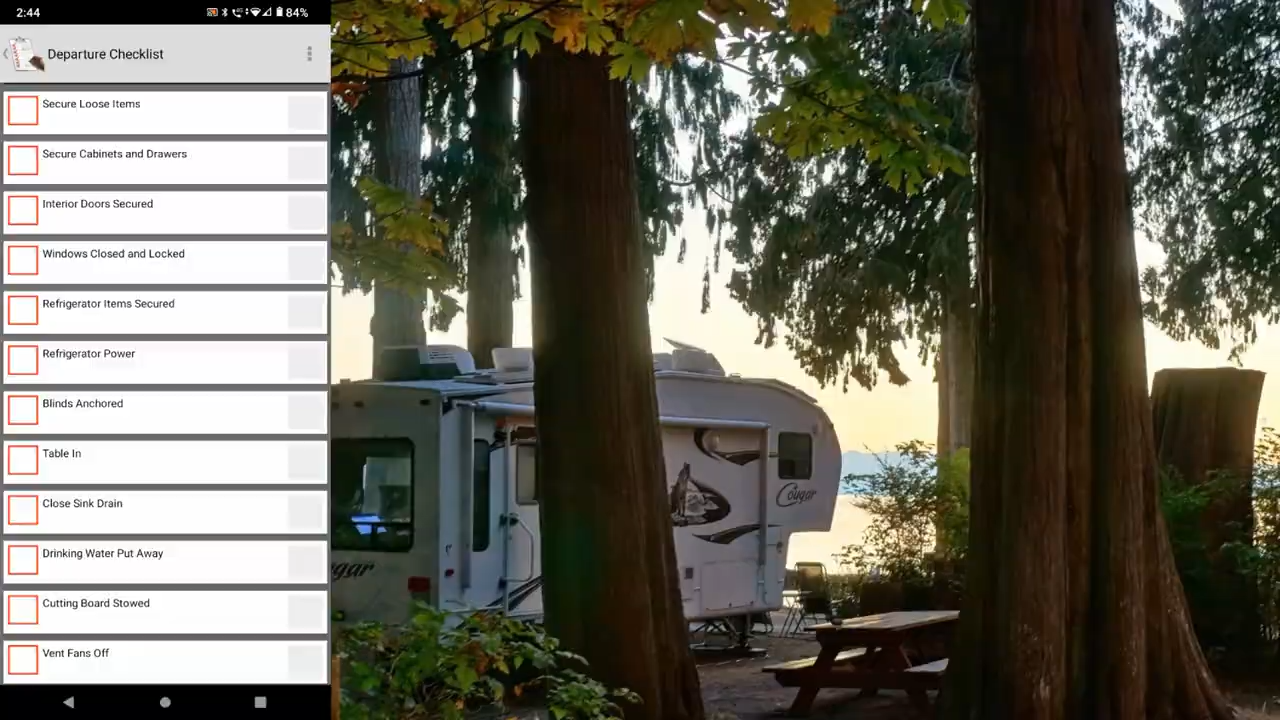 2:44
84%
Departure Checklist
Secure Loose Items
Secure Cabinets and Drawers
Interior Doors Secured
Windows Closed and Locked
Refrigerator Items Secured
Refrigerator Power
Blinds Anchored
Table In
Close Sink Drain
Drinking Water Put Away
Cutting Board Stowed
Vent Fans Off
Cougar
gar